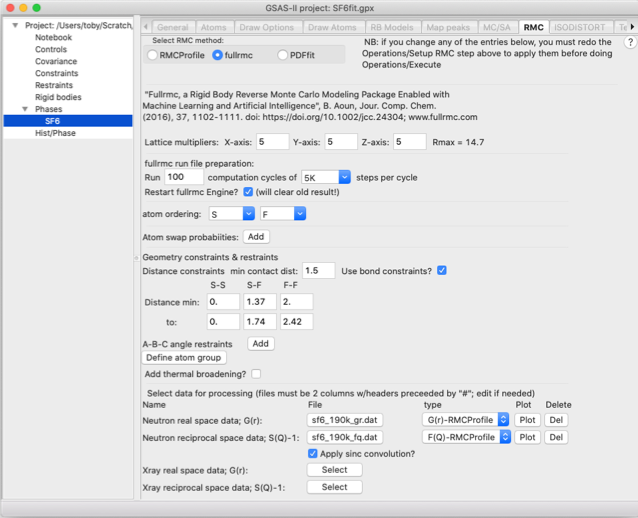 GSAS-II project: SF6fit.gpx
Project: /Users/toby/Scratch,
Notebook
Controls
Covariance
Constraints
Restraints
Rigid bodies
Phases
SF6
Hist/Phase
General Atoms Draw Options Draw Atoms RB Models Map peaks MC/SA RMC ISODISTORT Te
Select RMC method:
RMCProfile fullrmc PDFfit
NB: if you change any of the entries below, you must redo the
Operations/Setup RMC step above to apply them before doing
Operations/Execute
?
"Fullrmc, a Rigid Body Reverse Monte Carlo Modeling Package Enabled with
Machine Learning and Artificial Intelligence", B. Aoun, Jour. Comp. Chem.
(2016), 37, 1102-1111. doi: https://doi.org/10.1002/jcc.24304; www.fullrmc.com
Lattice multipliers: X-axis: 5 Y-axis: 5 Z-axis: 5 Rmax = 14.7
fullrmc run file preparation:
Run 100 computation cycles of 5K steps per cycle
Restart fullrmc Engine? (will clear old result!)
atom ordering: S F
Atom swap probabiities: Add
Geometry constraints & restraints
Distance constraints min contact dist: 1.5 Use bond constraints?
S-S S-F F-F
Distance min: 0. 1.37 2.
to: 0. 1.74 2.42
A-B-C angle restraints Add
Define atom group
Add thermal broadening?
Select data for processing (files must be 2 columns w/headers preceeded by "#"; edit if needed)
Name File type Plot Delete
Neutron real space data; G(r): sf6_190k_gr.dat G(r)-RMCProfile Plot Del
Neutron reciprocal space data; S(Q)-1: sf6_190k_fq.dat F(Q)-RMCProfile Plot Del
Apply sinc convolution?
Xray real space data; G(r): Select
Xray reciprocal space data; S(Q)-1: Select